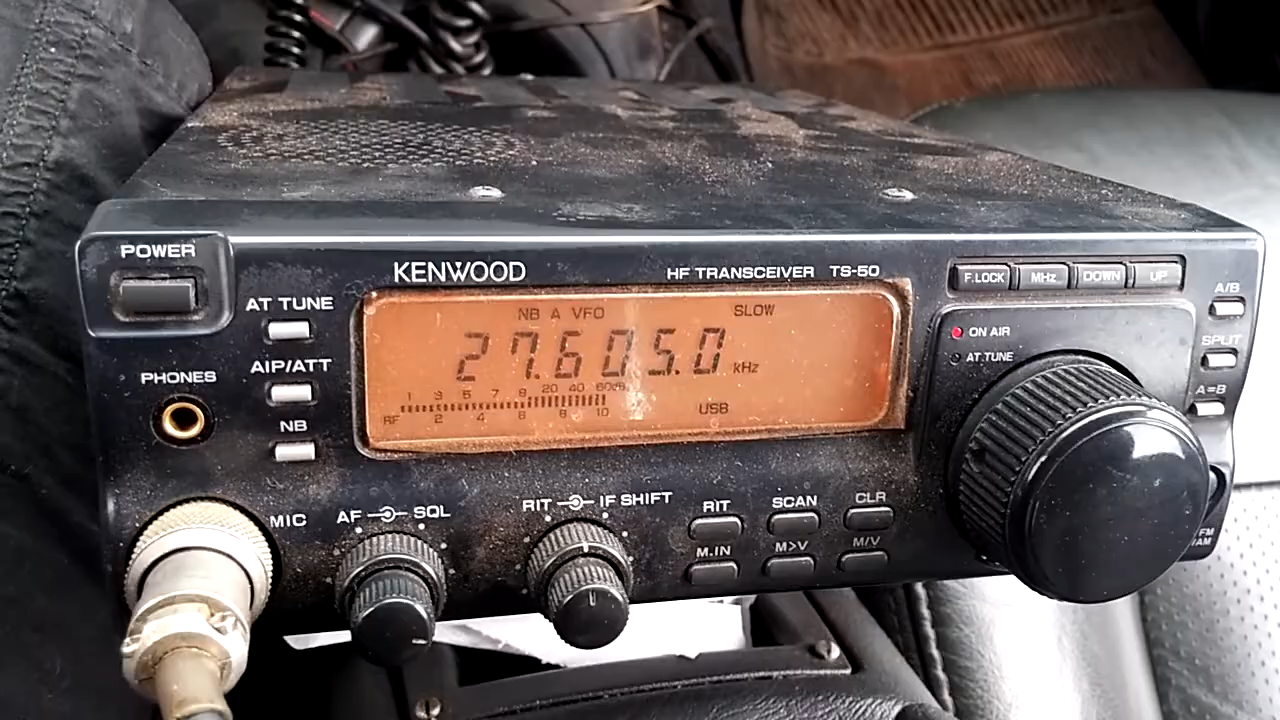 POWER
KENWOOD
HF TRANSCEIVER TS-50
F.LOCK MHz DOWN UP
A/B
AT TUNE
NB A VFO SLOW
27.605.0 kHz
ON AIR
SPLIT
AT TUNE
AIP/ATT
PHONES
1 3 5 7 9 20 40 60dB
A=B
RF 2 4 6 8 10
USB
NB
MIC
AF SQL
RIT IF SHIFT
RIT SCAN CLR
M.IN M>V M/V
FM
AM